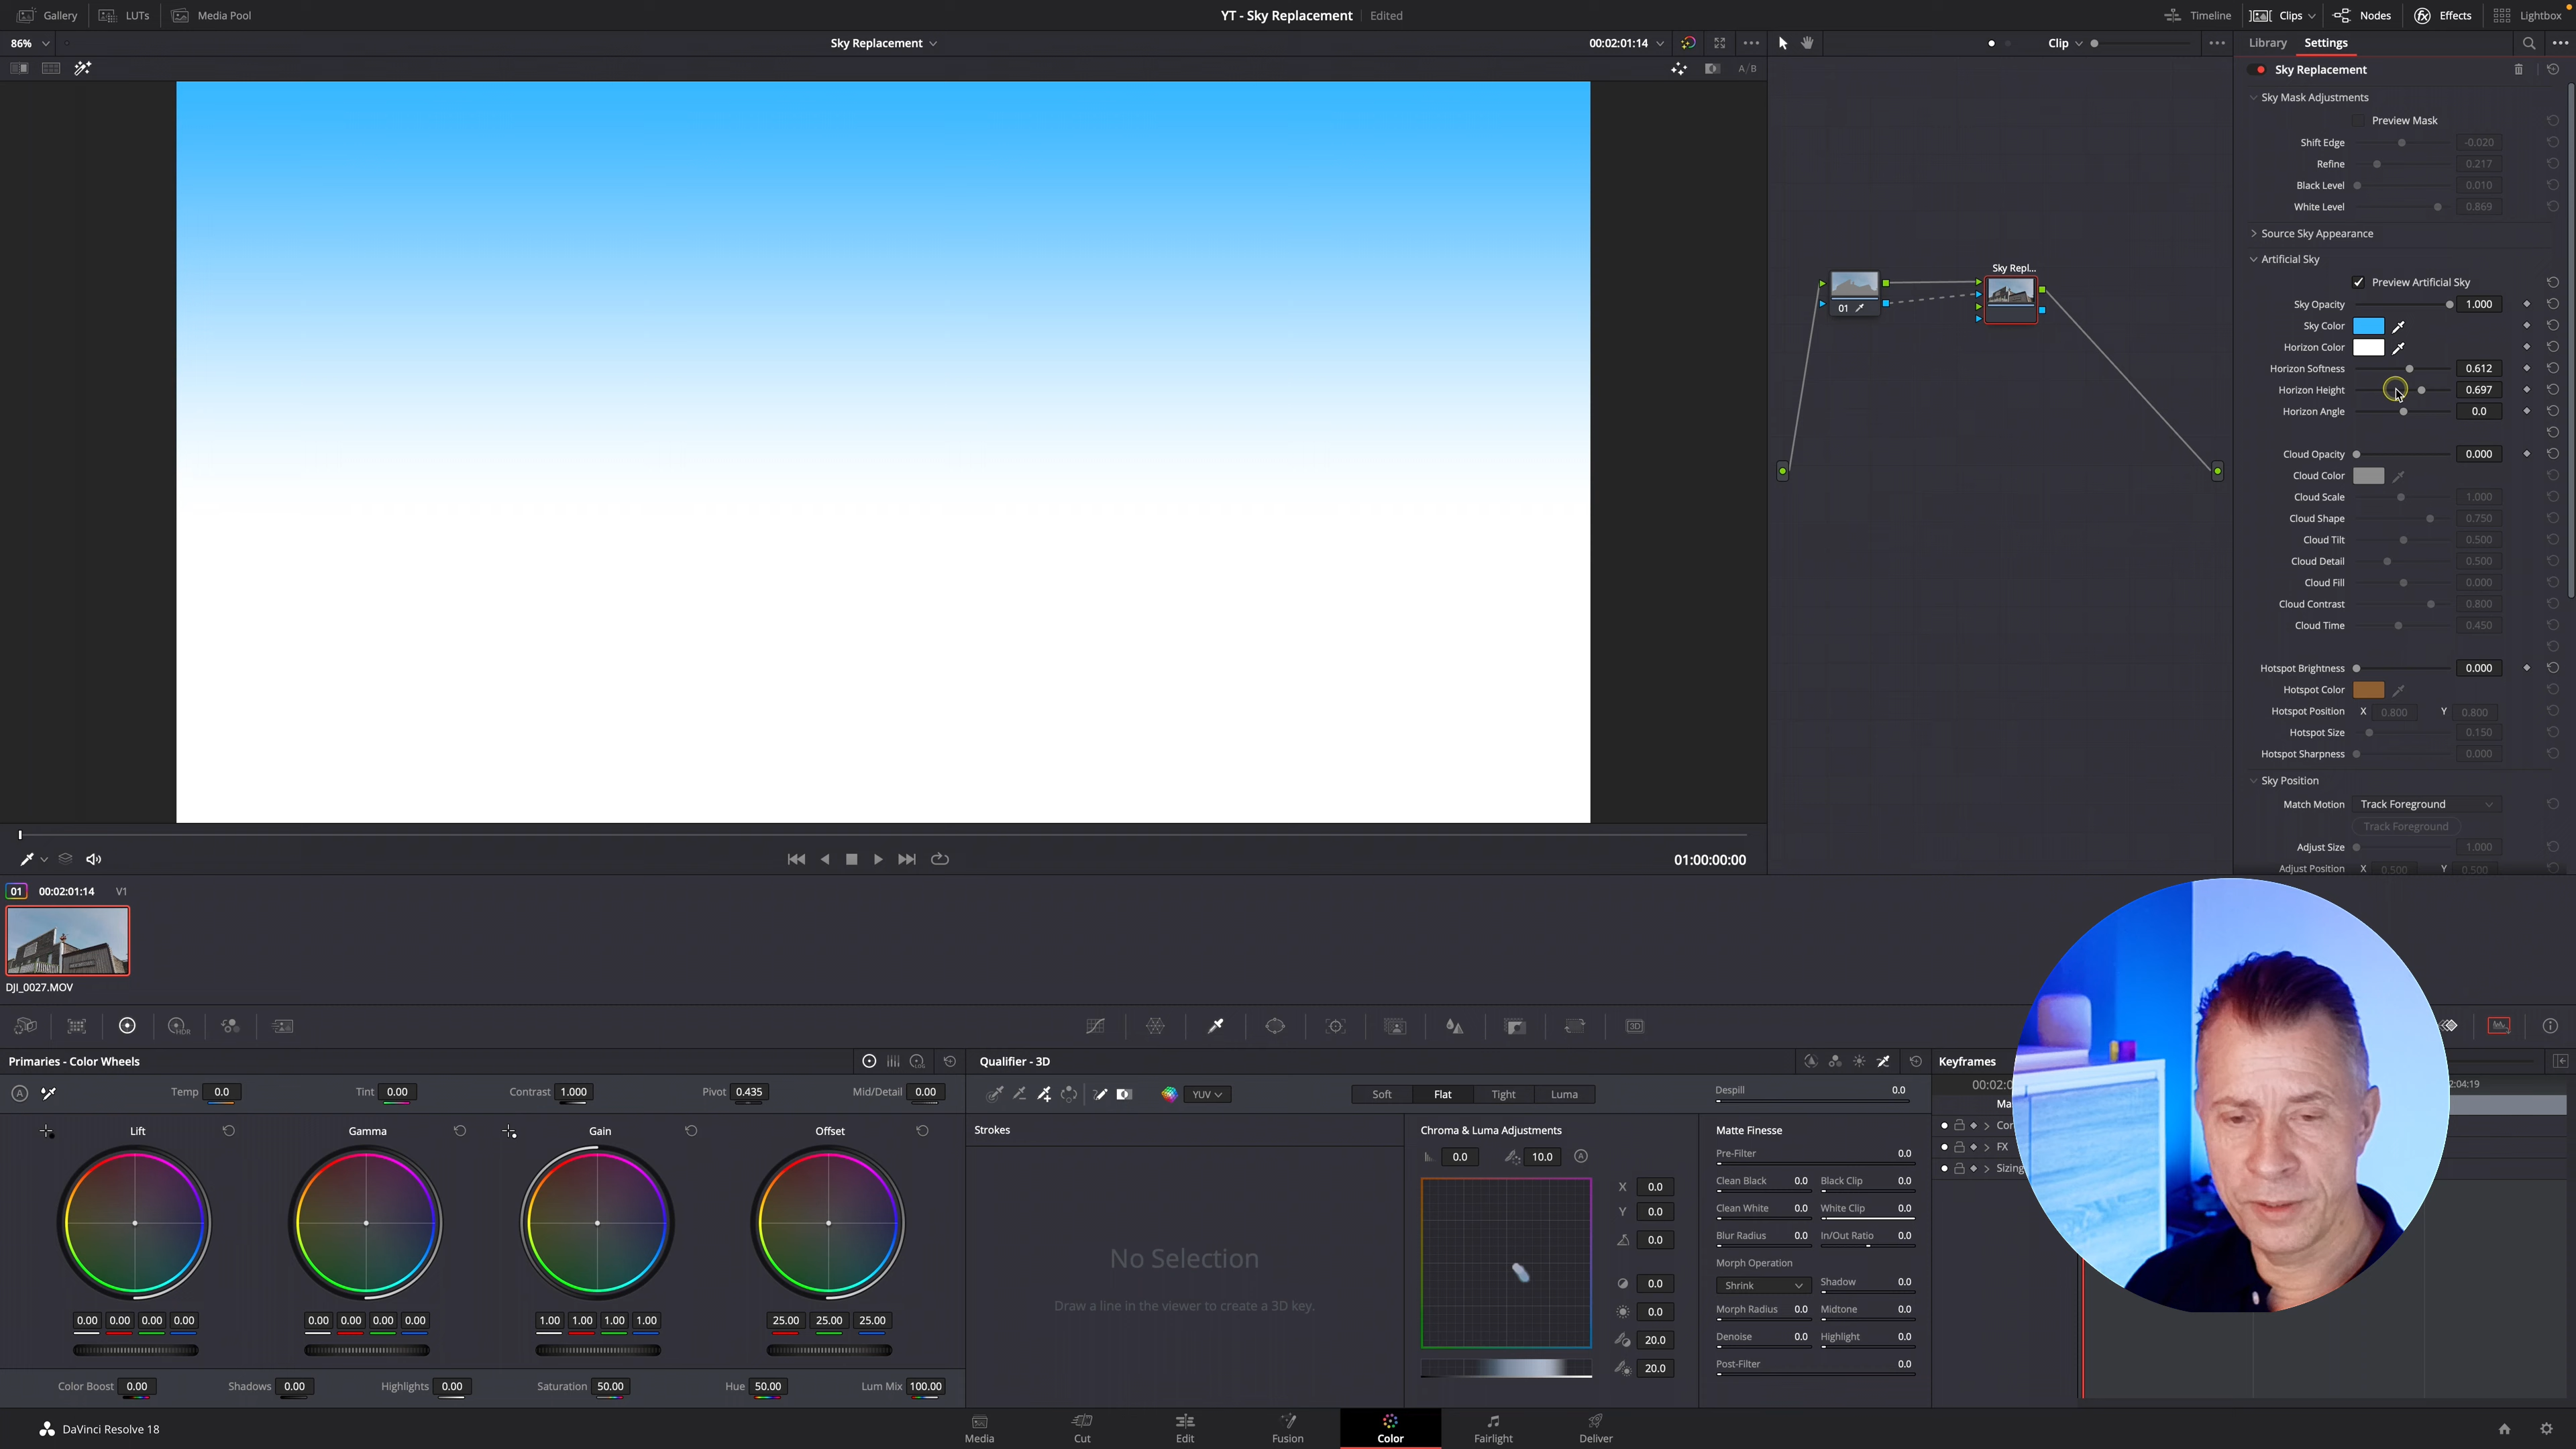 Gallery LUTs Media Pool YT - Sky Replacement Edited Timeline Clips Nodes Effects Lightbox
86% Sky Replacement 00:02:01:14 Clip Library Settings
A/B
Sky Replacement
Sky Mask Adjustments
Preview Mask
Shift Edge -0.020
Refine 0.217
Black Level 0.010
White Level 0.869
Source Sky Appearance
Artificial Sky
Preview Artificial Sky
Sky Opacity 1.000
Sky Color
Horizon Color
Horizon Softness 0.612
Horizon Height 0.697
Horizon Angle 0.0
Cloud Opacity 0.000
Cloud Color
Cloud Scale 1.000
Cloud Shape 0.750
Cloud Tilt 0.500
Cloud Detail 0.500
Cloud Fill 0.000
Cloud Contrast 0.800
Cloud Time 0.450
Hotspot Brightness 0.000
Hotspot Color
Hotspot Position X 0.800 Y 0.800
Hotspot Size 0.150
Hotspot Sharpness 0.000
Sky Position
Match Motion Track Foreground
Track Foreground
Adjust Size 1.000
Adjust Position X 0.500 Y 0.500
Sky Repl...
01
01:00:00:00
01 00:02:01:14 V1
DJI_0027.MOV
HDR
3D
Primaries - Color Wheels
A Temp 0.0 Tint 0.00 Contrast 1.000 Pivot 0.435 Mid/Detail 0.00
Lift Gamma Gain Offset
0.00 0.00 0.00 0.00 0.00 0.00 0.00 0.00 1.00 1.00 1.00 1.00 25.00 25.00 25.00
Color Boost 0.00 Shadows 0.00 Highlights 0.00 Saturation 50.00 Hue 50.00 Lum Mix 100.00
Qualifier - 3D
YUV Soft Flat Tight Luma Despill 0.0
Strokes
No Selection
Draw a line in the viewer to create a 3D key.
Chroma & Luma Adjustments
0.0 10.0 A
X 0.0
Y 0.0
0.0
0.0
0.0
20.0
20.0
Matte Finesse
Pre-Filter 0.0
Clean Black 0.0 Black Clip 0.0
Clean White 0.0 White Clip 0.0
Blur Radius 0.0 In/Out Ratio 0.0
Morph Operation
Shrink Shadow 0.0
Morph Radius 0.0 Midtone 0.0
Denoise 0.0 Highlight 0.0
Post-Filter 0.0
Keyframes
00:02:0 2:04:19
Ma
Cor
FX
Sizing
DaVinci Resolve 18 Media Cut Edit Fusion Color Fairlight Deliver